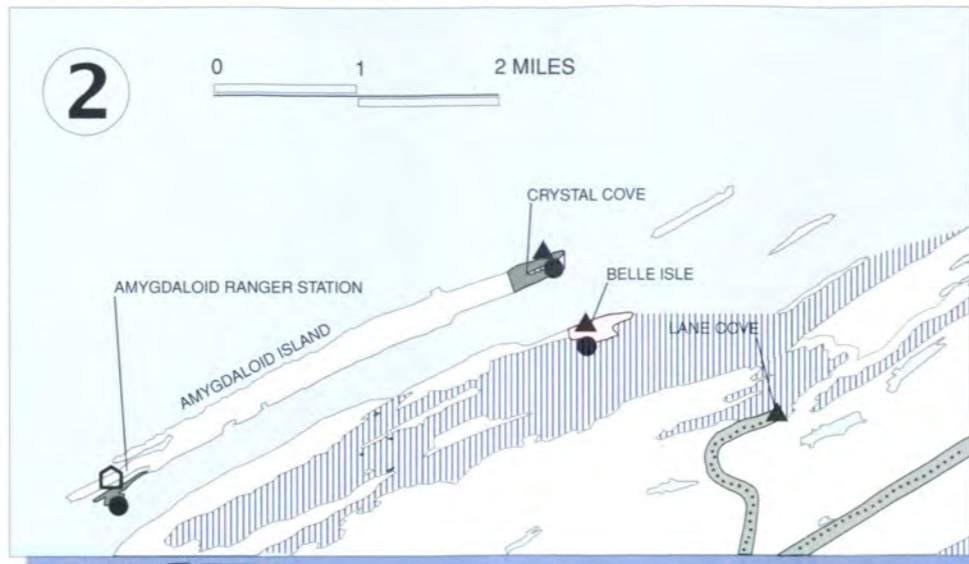 2
0 1 2 MILES
CRYSTAL COVE
AMYGDALOID RANGER STATION
BELLE ISLE
AMYGDALOID ISLAND
LANE COVE